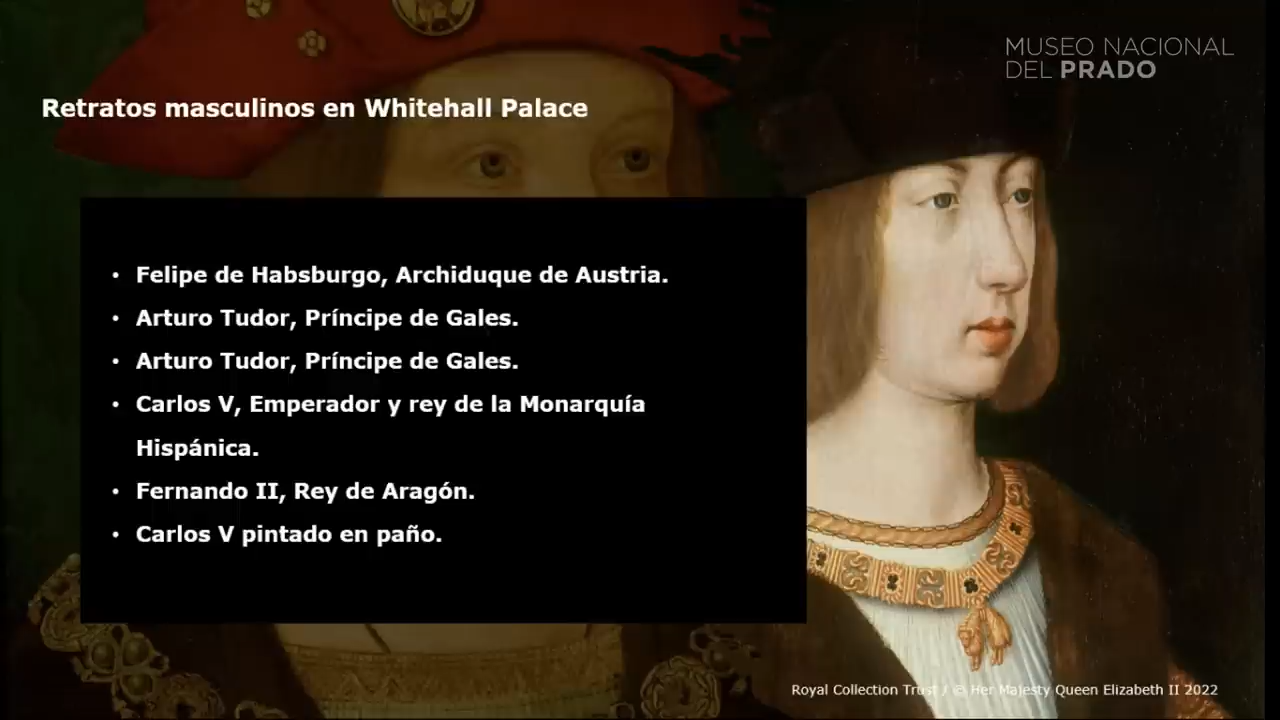 MUSEO NACIONAL
DEL PRADO
Retratos masculinos en Whitehall Palace
• Felipe de Habsburgo, Archiduque de Austria.
• Arturo Tudor, Príncipe de Gales.
• Arturo Tudor, Príncipe de Gales.
• Carlos V, Emperador y rey de la Monarquía
Hispánica.
• Fernando II, Rey de Aragón.
• Carlos V pintado en paño.
Royal Collection Trust / © Her Majesty Queen Elizabeth II 2022